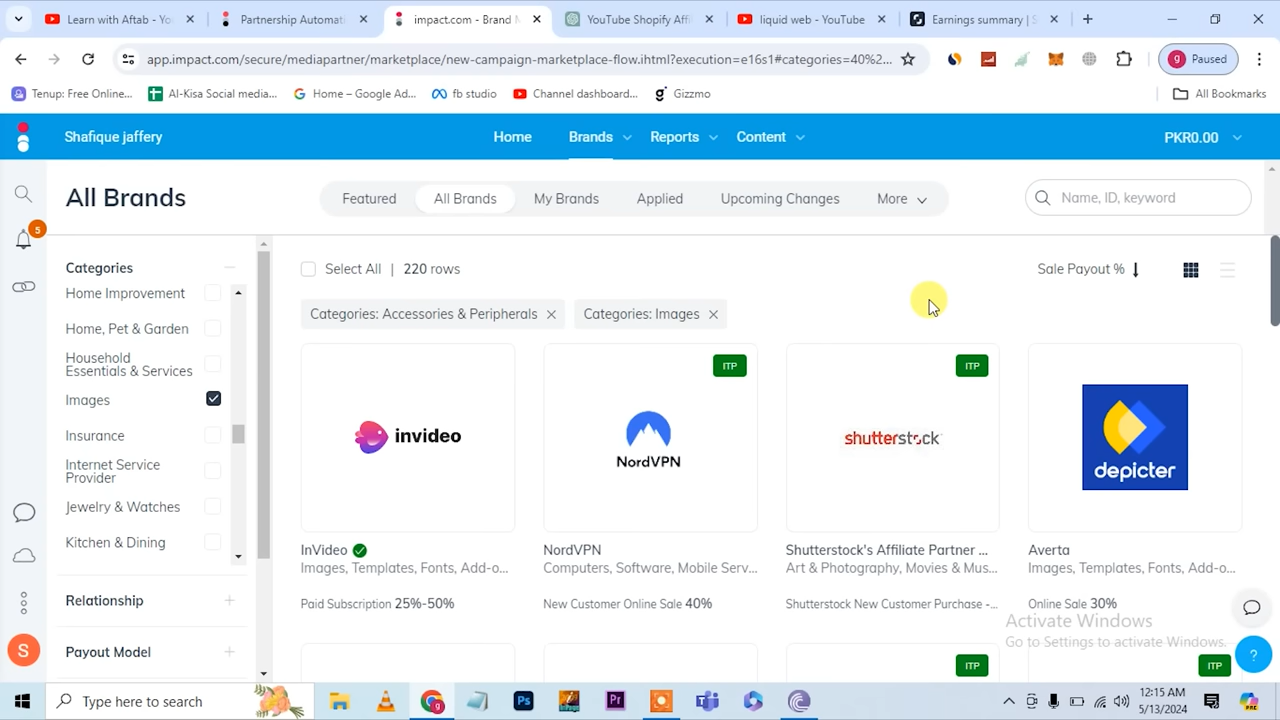 Learn with Aftab - Yo
Partnership Automati
impact.com - Brand M
YouTube Shopify Affi
liquid web - YouTube
Earnings summary | S
app.impact.com/secure/mediapartner/marketplace/new-campaign-marketplace-flow.ihtml?execution=e16s1#categories=40%2...
g Paused
Tenup: Free Online...
Al-Kisa Social media...
Home – Google Ad...
fb studio
Channel dashboard...
Gizzmo
All Bookmarks
Shafique jaffery
Home
Brands
Reports
Content
PKR0.00
All Brands
Featured
All Brands
My Brands
Applied
Upcoming Changes
More
Name, ID, keyword
5
Categories
Home Improvement
Home, Pet & Garden
Household
Essentials & Services
Images
Insurance
Internet Service
Provider
Jewelry & Watches
Kitchen & Dining
Relationship
Payout Model
S
Select All | 220 rows
Sale Payout %
Categories: Accessories & Peripherals
Categories: Images
invideo
InVideo
Images, Templates, Fonts, Add-o...
Paid Subscription 25%-50%
ITP
NordVPN
NordVPN
Computers, Software, Mobile Serv...
New Customer Online Sale 40%
ITP
shutterstock
Shutterstock's Affiliate Partner ...
Art & Photography, Movies & Mus...
Shutterstock New Customer Purchase -...
depicter
Averta
Images, Templates, Fonts, Add-o...
Online Sale 30%
ITP
ITP
Activate Windows
Go to Settings to activate Windows.
?
Type here to search
Ps
Pr
12:15 AM
5/13/2024